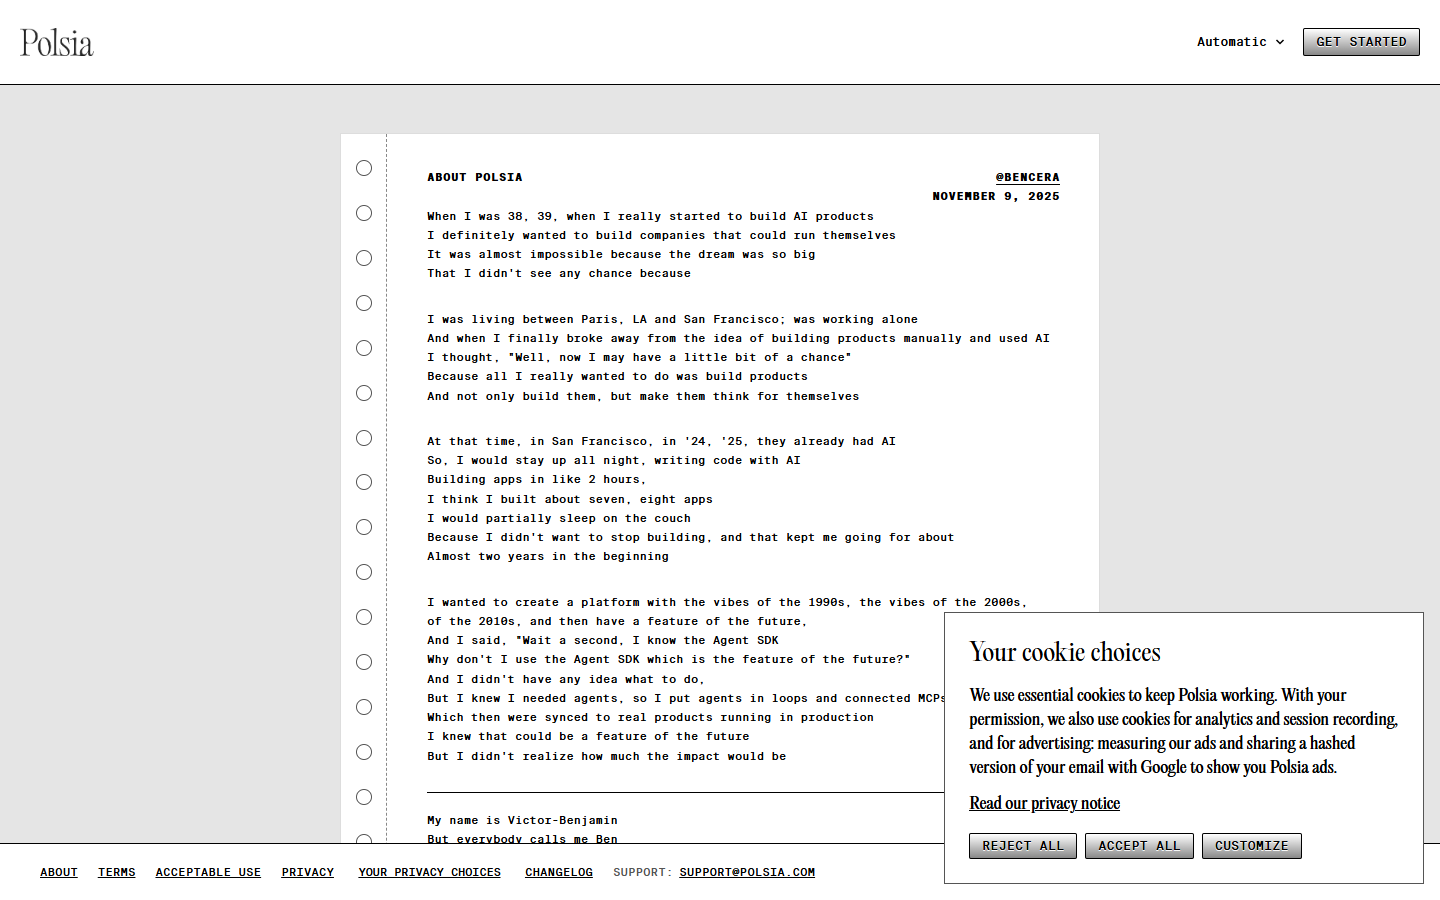 Polsia
Automatic
GET STARTED
ABOUT POLSIA
@BENCERA
NOVEMBER 9, 2025
When I was 38, 39, when I really started to build AI products
I definitely wanted to build companies that could run themselves
It was almost impossible because the dream was so big
That I didn't see any chance because
I was living between Paris, LA and San Francisco; was working alone
And when I finally broke away from the idea of building products manually and used AI
I thought, "Well, now I may have a little bit of a chance"
Because all I really wanted to do was build products
And not only build them, but make them think for themselves
At that time, in San Francisco, in '24, '25, they already had AI
So, I would stay up all night, writing code with AI
Building apps in like 2 hours,
I think I built about seven, eight apps
I would partially sleep on the couch
Because I didn't want to stop building, and that kept me going for about
Almost two years in the beginning
I wanted to create a platform with the vibes of the 1990s, the vibes of the 2000s,
of the 2010s, and then have a feature of the future,
And I said, "Wait a second, I know the Agent SDK
Why don't I use the Agent SDK which is the feature of the future?"
And I didn't have any idea what to do,
But I knew I needed agents, so I put agents in loops and connected MCPs
Which then were synced to real products running in production
I knew that could be a feature of the future
But I didn't realize how much the impact would be
My name is Victor-Benjamin
But everybody calls me Ben
Your cookie choices
We use essential cookies to keep Polsia working. With your
permission, we also use cookies for analytics and session recording,
and for advertising: measuring our ads and sharing a hashed
version of your email with Google to show you Polsia ads.
Read our privacy notice
REJECT ALL
ACCEPT ALL
CUSTOMIZE
ABOUT
TERMS
ACCEPTABLE USE
PRIVACY
YOUR PRIVACY CHOICES
CHANGELOG
SUPPORT: SUPPORT@POLSIA.COM